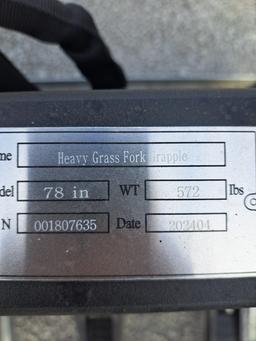 me Heavy Grass Fork Grapple
del 78 in WT 572 lbs
N 001807635 Date 202404